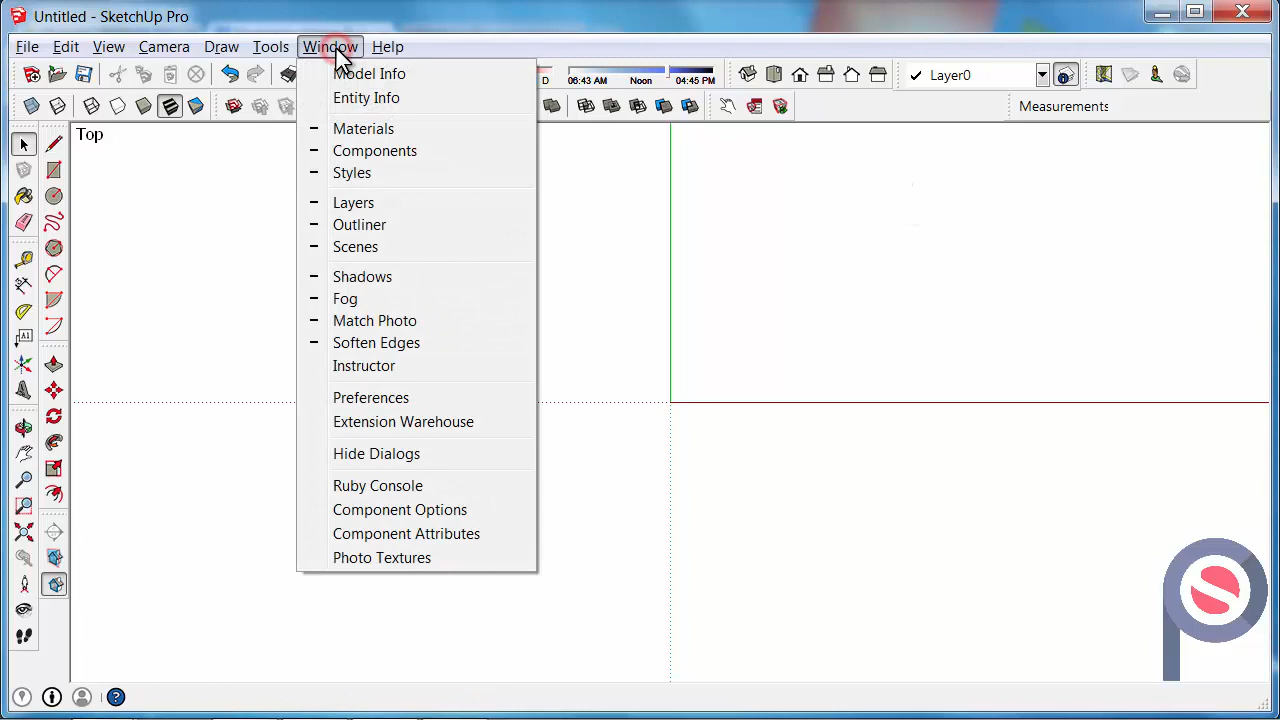 Untitled - SketchUp Pro
File Edit View Camera Draw Tools Window Help
D 06:43 AM Noon 04:45 PM Layer0
Measurements
Top
Model Info
Entity Info
Materials
Components
Styles
Layers
Outliner
Scenes
Shadows
Fog
Match Photo
Soften Edges
Instructor
Preferences
Extension Warehouse
Hide Dialogs
Ruby Console
Component Options
Component Attributes
Photo Textures